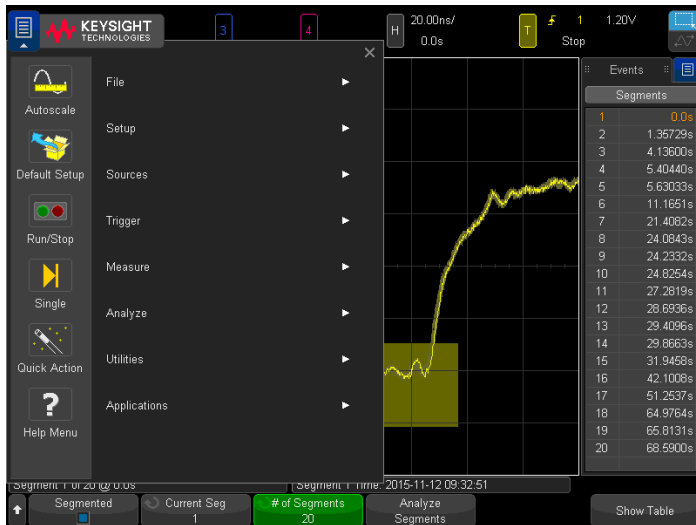 KEYSIGHT
TECHNOLOGIES
3
4
H
20.00ns/
0.0s
T
1
1.20V
Stop
Autoscale
Default Setup
Run/Stop
Single
Quick Action
?
Help Menu
File
Setup
Sources
Trigger
Measure
Analyze
Utilities
Applications
Events
Segments
1 0.0s
2 1.35729s
3 4.13600s
4 5.40440s
5 5.63033s
6 11.1651s
7 21.4082s
8 24.0843s
9 24.2332s
10 24.8254s
11 27.2819s
12 28.6936s
13 29.4096s
14 29.8663s
15 31.9458s
16 42.1008s
17 51.2537s
18 64.9764s
19 65.8131s
20 68.5900s
Segment 1 of 20 @ 0.0s
Segment 1 Time: 2015-11-12 09:32:51
Segmented
Current Seg
1
# of Segments
20
Analyze
Segments
Show Table